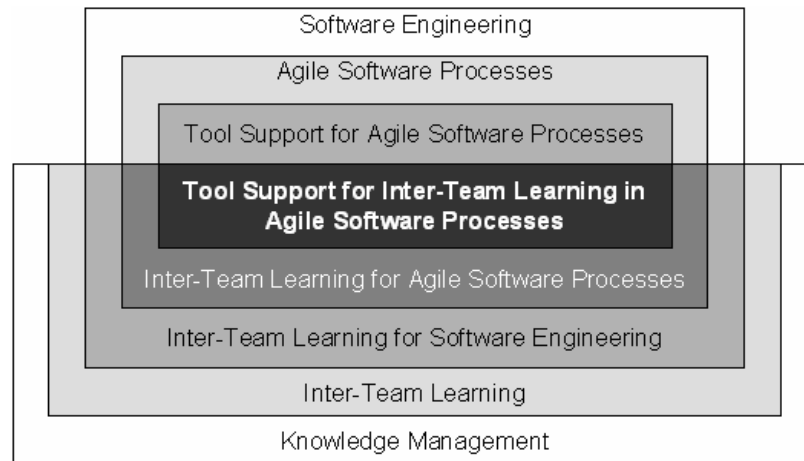 Software Engineering
Agile Software Processes
Tool Support for Agile Software Processes
Tool Support for Inter-Team Learning in
Agile Software Processes
Inter-Team Learning for Agile Software Processes
Inter-Team Learning for Software Engineering
Inter-Team Learning
Knowledge Management